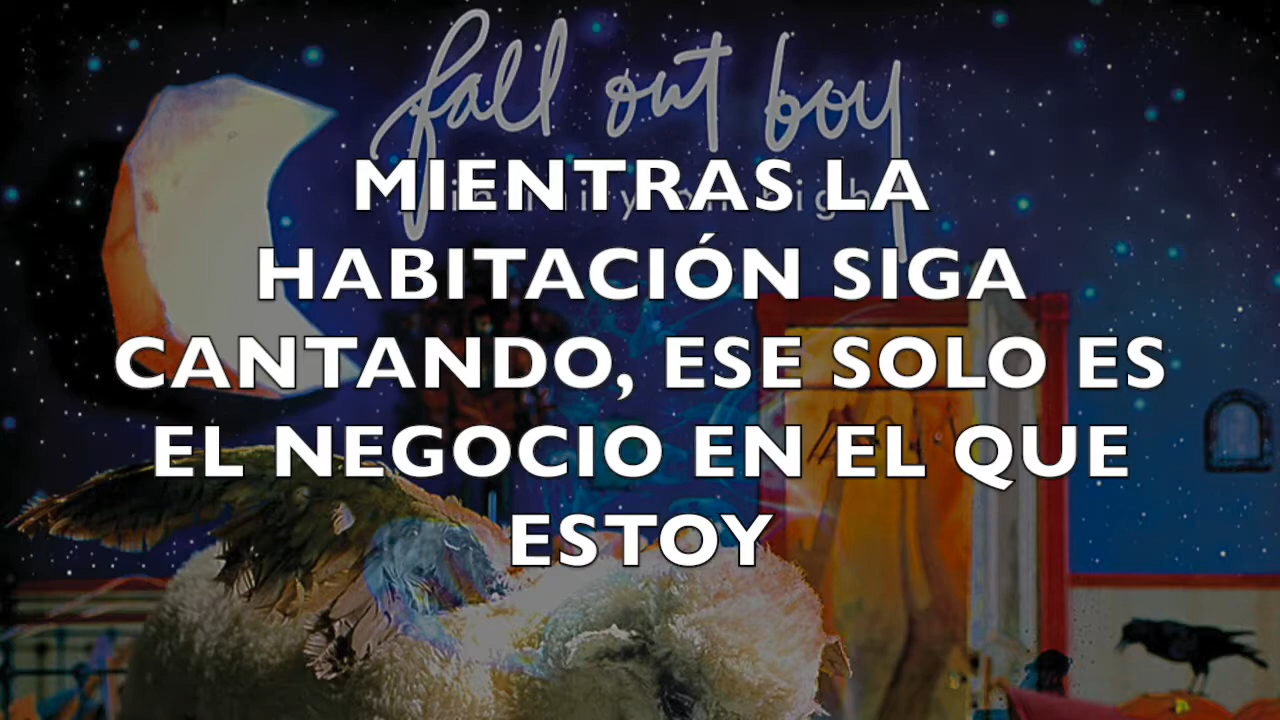 fall out boy
MIENTRAS LA
HABITACIÓN SIGA
CANTANDO, ESE SOLO ES
EL NEGOCIO EN EL QUE
ESTOY